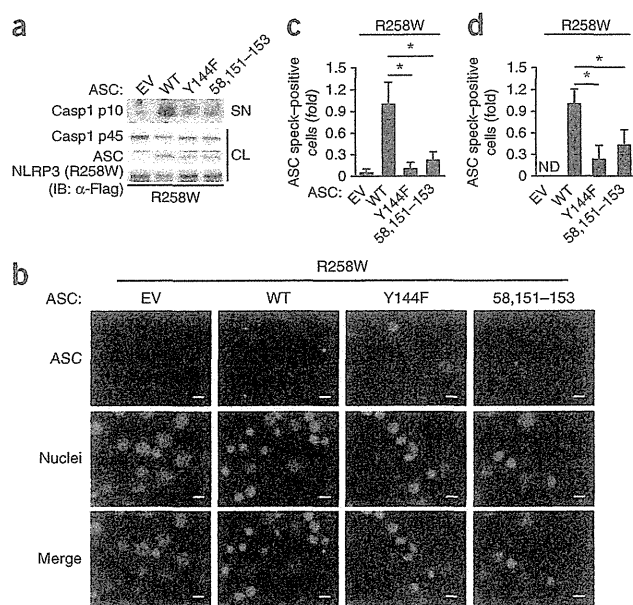 a
ASC: EV WT Y144F 58,151–153
Casp1 p10 SN
Casp1 p45
ASC CL
NLRP3 (R258W)
(IB: α-Flag)
R258W
c
R258W
ASC speck–positive
cells (fold)
1.5
1.2
0.9
0.6
0.3
0
*
*
ASC: EV WT Y144F 58,151–153
d
R258W
ASC speck–positive
cells (fold)
1.5
1.2
0.9
0.6
0.3
0
*
*
ND
EV WT Y144F 58,151–153
b
R258W
ASC: EV WT Y144F 58,151–153
ASC
Nuclei
Merge